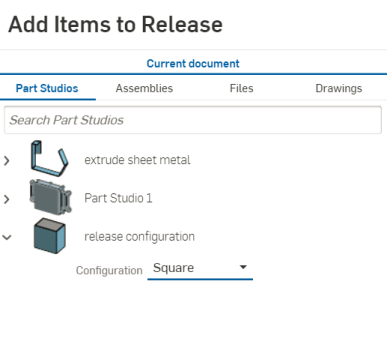 Add Items to Release
Current document
Part Studios Assemblies Files Drawings
Search Part Studios
extrude sheet metal
Part Studio 1
release configuration
Configuration Square